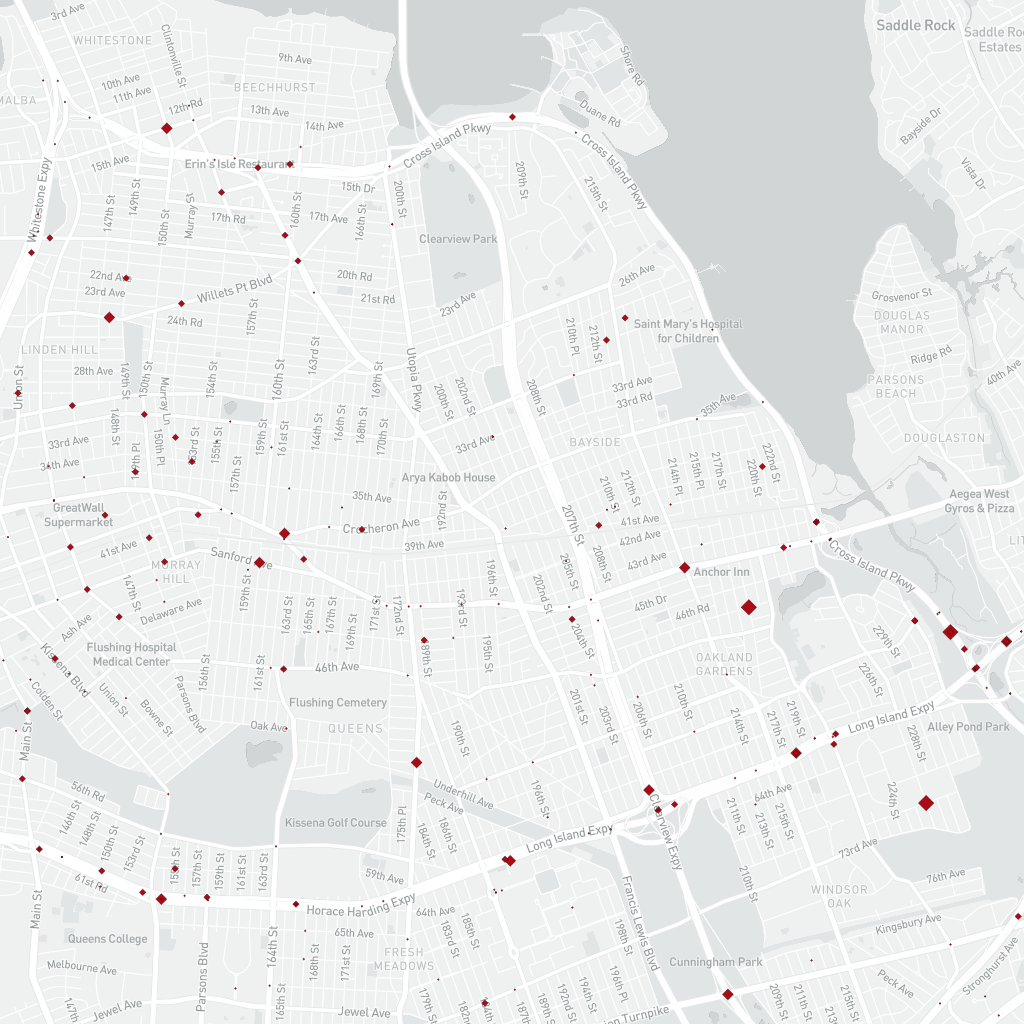 3rd Ave
WHITESTONE
Clintonville St
9th Ave
Shore Rd
Saddle Rock
Saddle Roc
Estates
10th Ave
11th Ave
BEECHHURST
MALBA
12th Rd
13th Ave
14th Ave
Duane Rd
Bayside Dr
Cross Island Pkwy
Cross Island Pkwy
15th Ave
Erin's Isle Restaurant
15th Dr
200th St
209th St
215th St
Vista Dr
Whitestone Expy
147th St
149th St
150th St
Murray St
17th Rd
160th St
17th Ave
166th St
Clearview Park
22nd Ave
23rd Ave
Willets Pt Blvd
20th Rd
21st Rd
26th Ave
23rd Ave
24th Rd
157th St
Grosvenor St
DOUGLAS
MANOR
Saint Mary's Hospital
for Children
210th Pl
212th St
LINDEN HILL
163rd St
Ridge Rd
28th Ave
149th St
150th St
Murray Ln
154th St
160th St
169th St
Utopia Pkwy
202nd St
200th St
208th St
33rd Ave
33rd Rd
35th Ave
PARSONS
BEACH
40th Ave
Union St
33rd Ave
148th St
150th Pl
153rd St
155th St
159th St
161st St
164th St
166th St
168th St
170th St
33rd Ave
BAYSIDE
DOUGLASTON
34th Ave
149th Pl
157th St
Arya Kabob House
210th St
212th St
214th Pl
215th Pl
217th St
220th St
222nd St
GreatWall
Supermarket
35th Ave
192nd St
Aegea West
Gyros & Pizza
Crocheron Ave
39th Ave
207th St
41st Ave
42nd Ave
43rd Ave
41st Ave
Sanford Ave
MURRAY
HILL
196th St
205th St
208th St
Anchor Inn
Cross Island Pkwy
147th St
159th St
163rd St
165th St
167th St
169th St
171st St
172nd St
193rd St
202nd St
204th St
45th Dr
46th Rd
Delaware Ave
Ash Ave
Flushing Hospital
Medical Center
Kissena Blvd
156th St
161st St
46th Ave
189th St
195th St
OAKLAND
GARDENS
229th St
226th St
Colden St
Union St
Bowne St
Parsons Blvd
Flushing Cemetery
QUEENS
Oak Ave
190th St
201st St
203rd St
206th St
210th St
214th St
217th St
219th St
Long Island Expy
Alley Pond Park
228th St
Main St
56th Rd
146th St
148th St
150th St
153rd St
Underhill Ave
Peck Ave
196th St
64th Ave
224th St
Kissena Golf Course
175th Pl
184th St
186th St
Long Island Expy
Clearview Expy
211th St
213th St
215th St
73rd Ave
61st Rd
155th St
157th St
159th St
161st St
163rd St
59th Ave
Horace Harding Expy
210th St
WINDSOR
OAK
76th Ave
Main St
64th Ave
65th Ave
183rd St
185th St
Francis Lewis Blvd
198th St
Kingsbury Ave
Queens College
Melbourne Ave
Parsons Blvd
164th St
168th St
171st St
FRESH
MEADOWS
Cunningham Park
196th Pl
Stronghurst Ave
Peck Ave
147th
Jewel Ave
165th St
Jewel Ave
179th St
184th St
187th St
189th St
192nd St
194th St
209th St
211th St
215th St